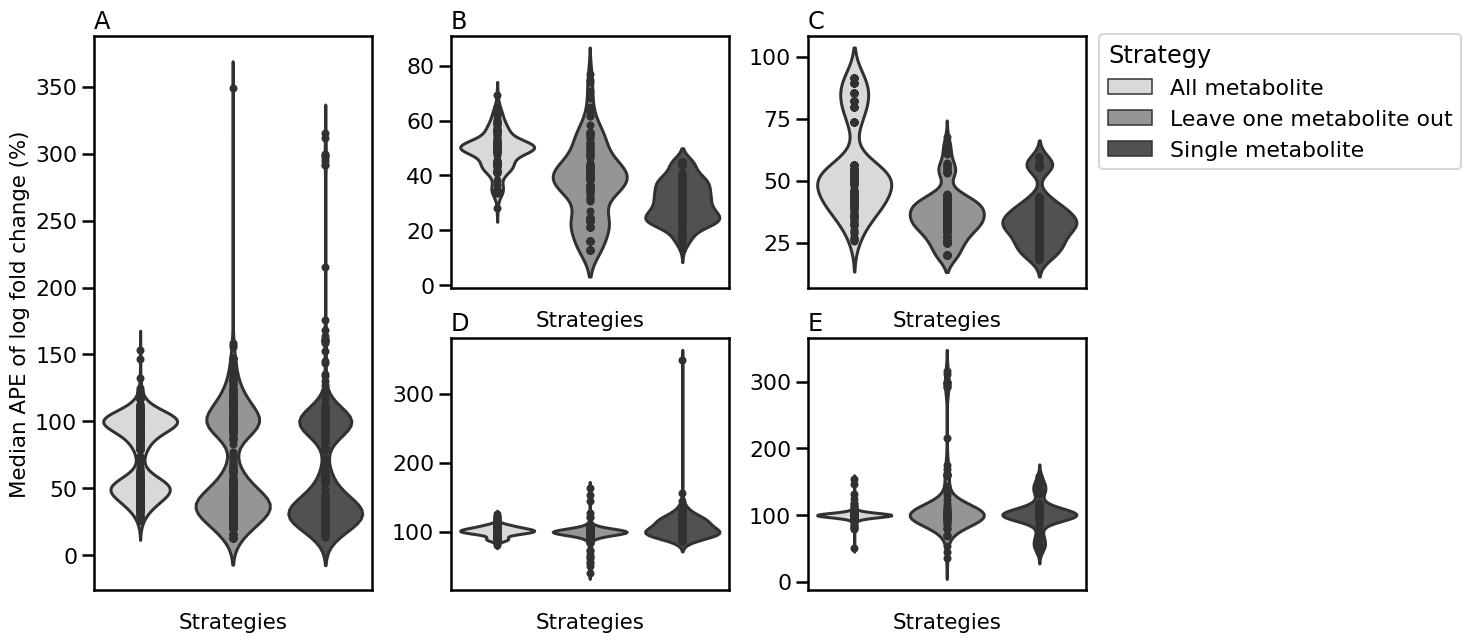 A
B
C
Strategy
All metabolite
Leave one metabolite out
Single metabolite
Median APE of log fold change (%)
350
300
250
200
150
100
50
0
Strategies
80
60
40
20
0
Strategies
100
75
50
25
Strategies
D
300
200
100
Strategies
E
300
200
100
0
Strategies